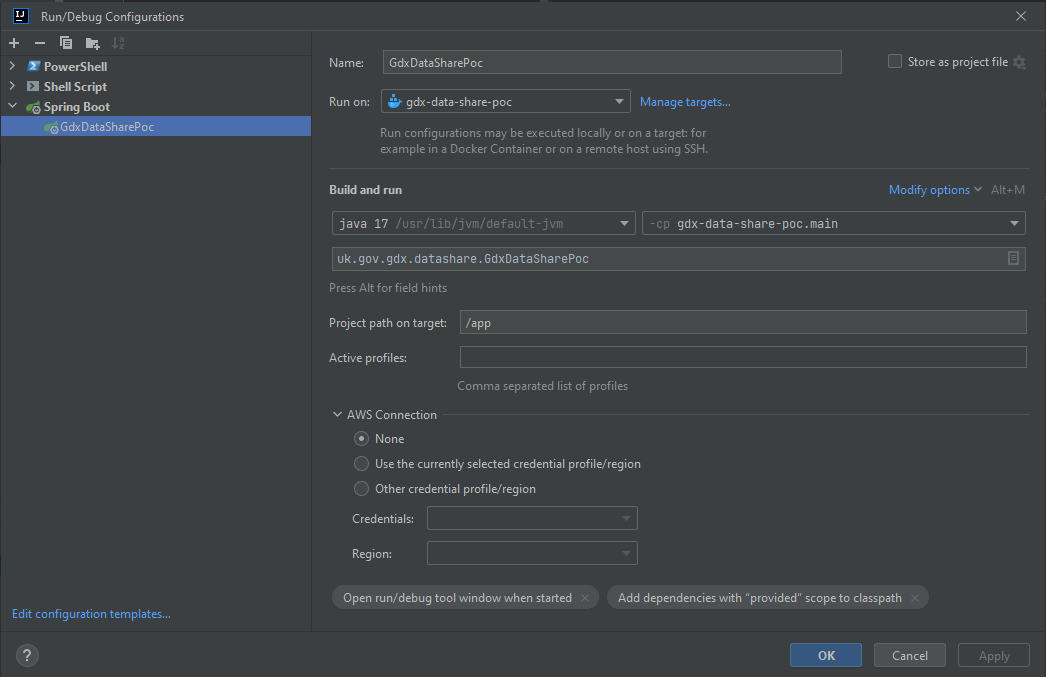 Run/Debug Configurations
PowerShell
Shell Script
Spring Boot
GdxDataSharePoc
Edit configuration templates...
Name: GdxDataSharePoc Store as project file
Run on: gdx-data-share-poc Manage targets...
Run configurations may be executed locally or on a target: for
example in a Docker Container or on a remote host using SSH.
Build and run Modify options Alt+M
java 17 /usr/lib/jvm/default-jvm -cp gdx-data-share-poc.main
uk.gov.gdx.datashare.GdxDataSharePoc
Press Alt for field hints
Project path on target: /app
Active profiles:
Comma separated list of profiles
AWS Connection
None
Use the currently selected credential profile/region
Other credential profile/region
Credentials:
Region:
Open run/debug tool window when started Add dependencies with “provided” scope to classpath
? OK Cancel Apply